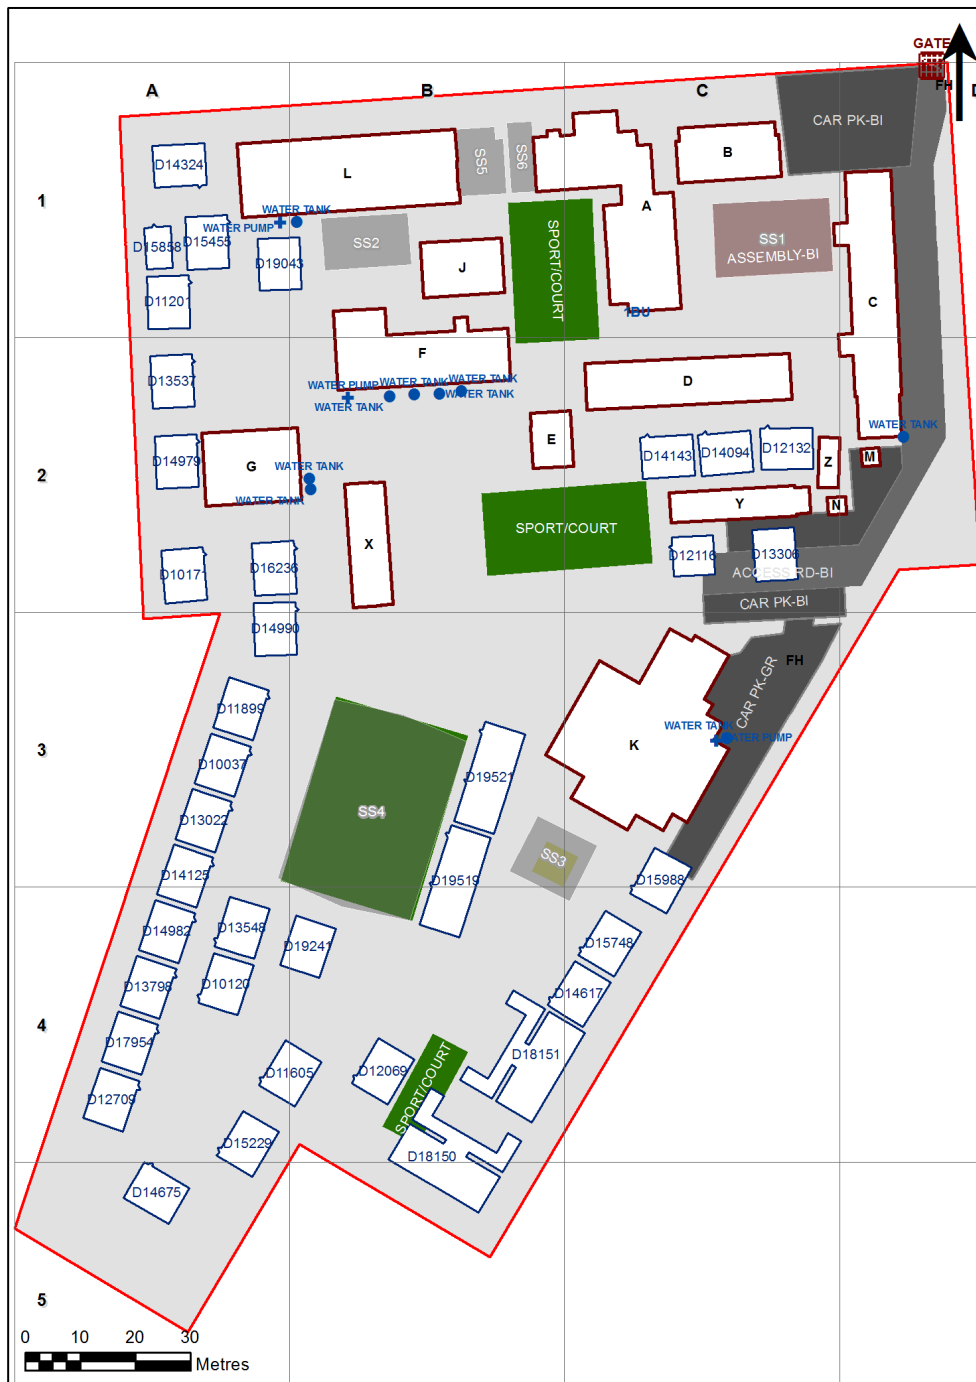 GATE
FH
A
B
C
D
CAR PK-BI
D14324
L
SS5
SS6
B
1
A
WATER TANK
WATER PUMP
D15858
D15455
SS2
SPORT/COURT
SS1
ASSEMBLY-BI
D19043
J
D11201
C
1BU
F
D13537
WATER PUMP
WATER TANK
WATER TANK
WATER TANK
WATER TANK
D
WATER TANK
E
D14979
G
D14143
D14094
D12132
Z
M
2
WATER TANK
WATER TANK
Y
N
SPORT/COURT
X
D10171
D16236
D12116
D13306
ACCESS RD-BI
CAR PK-BI
D14990
FH
CAR PK-GR
D11899
WATER TANK
WATER PUMP
K
3
D10037
D19521
D13022
SS4
SS3
D14125
D19519
D15988
D14982
D13548
D19241
D15748
D13798
D10120
D14617
4
D17954
D18151
D11605
D12069
SPORT/COURT
D12709
D15229
D18150
D14675
5
0 10 20 30
Metres